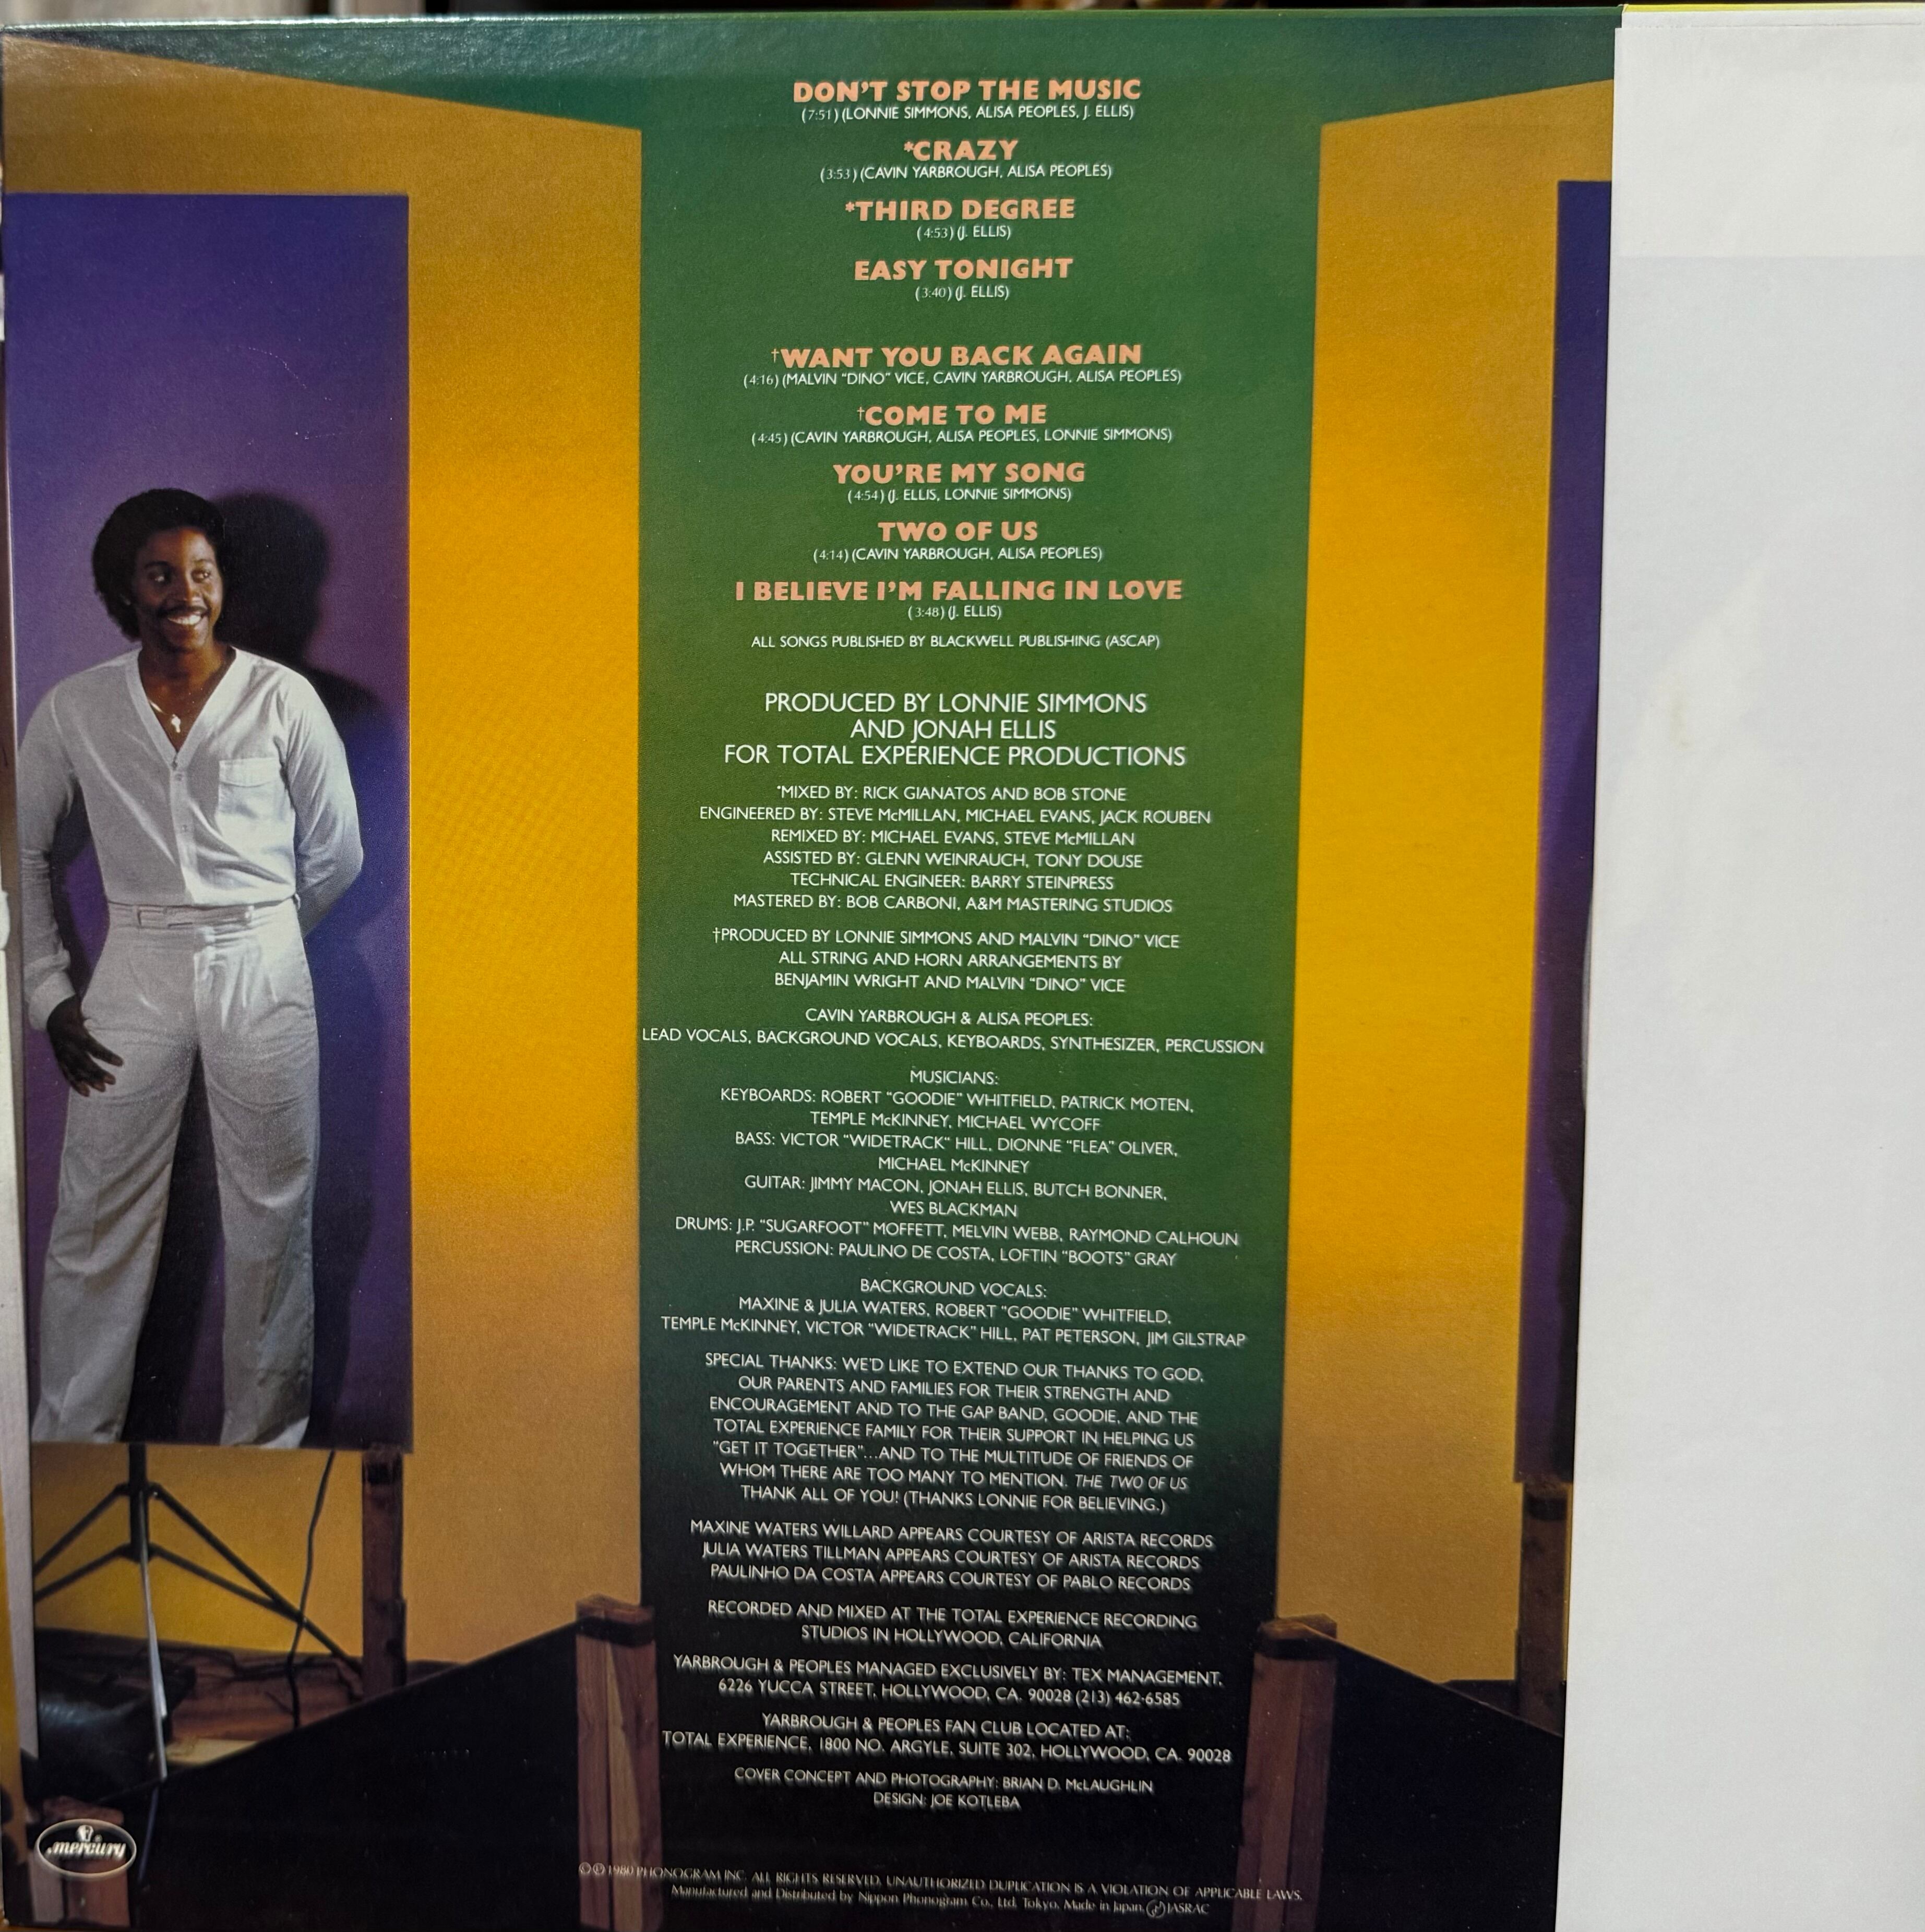 DON'T STOP THE MUSIC
(7:51) (LONNIE SIMMONS, ALISA PEOPLES, J. ELLIS)
*CRAZY
(3:53) (CAVIN YARBROUGH, ALISA PEOPLES)
*THIRD DEGREE
(4:53) (J. ELLIS)
EASY TONIGHT
(3:40) (J. ELLIS)
†WANT YOU BACK AGAIN
(4:16) (MALVIN "DINO" VICE, CAVIN YARBROUGH, ALISA PEOPLES)
†COME TO ME
(4:45) (CAVIN YARBROUGH, ALISA PEOPLES, LONNIE SIMMONS)
YOU'RE MY SONG
(4:54) (J. ELLIS, LONNIE SIMMONS)
TWO OF US
(4:14) (CAVIN YARBROUGH, ALISA PEOPLES)
I BELIEVE I'M FALLING IN LOVE
(3:48) (J. ELLIS)
ALL SONGS PUBLISHED BY BLACKWELL PUBLISHING (ASCAP)
PRODUCED BY LONNIE SIMMONS
AND JONAH ELLIS
FOR TOTAL EXPERIENCE PRODUCTIONS
*MIXED BY: RICK GIANATOS AND BOB STONE
ENGINEERED BY: STEVE McMILLAN, MICHAEL EVANS, JACK ROUBEN
REMIXED BY: MICHAEL EVANS, STEVE McMILLAN
ASSISTED BY: GLENN WEINRAUCH, TONY DOUSE
TECHNICAL ENGINEER: BARRY STEINPRESS
MASTERED BY: BOB CARBONI, A&M MASTERING STUDIOS
†PRODUCED BY LONNIE SIMMONS AND MALVIN "DINO" VICE
ALL STRING AND HORN ARRANGEMENTS BY
BENJAMIN WRIGHT AND MALVIN "DINO" VICE
CAVIN YARBROUGH & ALISA PEOPLES:
LEAD VOCALS, BACKGROUND VOCALS, KEYBOARDS, SYNTHESIZER, PERCUSSION
MUSICIANS:
KEYBOARDS: ROBERT "GOODIE" WHITFIELD, PATRICK MOTEN,
TEMPLE McKINNEY, MICHAEL WYCOFF
BASS: VICTOR "WIDETRACK" HILL, DIONNE "FLEA" OLIVER,
MICHAEL McKINNEY
GUITAR: JIMMY MACON, JONAH ELLIS, BUTCH BONNER,
WES BLACKMAN
DRUMS: J.P. "SUGARFOOT" MOFFETT, MELVIN WEBB, RAYMOND CALHOUN
PERCUSSION: PAULINO DE COSTA, LOFTIN "BOOTS" GRAY
BACKGROUND VOCALS:
MAXINE & JULIA WATERS, ROBERT "GOODIE" WHITFIELD,
TEMPLE McKINNEY, VICTOR "WIDETRACK" HILL, PAT PETERSON, JIM GILSTRAP
SPECIAL THANKS: WE'D LIKE TO EXTEND OUR THANKS TO GOD,
OUR PARENTS AND FAMILIES FOR THEIR STRENGTH AND
ENCOURAGEMENT AND TO THE GAP BAND, GOODIE, AND THE
TOTAL EXPERIENCE FAMILY FOR THEIR SUPPORT IN HELPING US
"GET IT TOGETHER"...AND TO THE MULTITUDE OF FRIENDS OF
WHOM THERE ARE TOO MANY TO MENTION. THE TWO OF US
THANK ALL OF YOU! (THANKS LONNIE FOR BELIEVING.)
MAXINE WATERS WILLARD APPEARS COURTESY OF ARISTA RECORDS
JULIA WATERS TILLMAN APPEARS COURTESY OF ARISTA RECORDS
PAULINHO DA COSTA APPEARS COURTESY OF PABLO RECORDS
RECORDED AND MIXED AT THE TOTAL EXPERIENCE RECORDING
STUDIOS IN HOLLYWOOD, CALIFORNIA
YARBROUGH & PEOPLES MANAGED EXCLUSIVELY BY: TEX MANAGEMENT,
6226 YUCCA STREET, HOLLYWOOD, CA. 90028 (213) 462-6585
YARBROUGH & PEOPLES FAN CLUB LOCATED AT:
TOTAL EXPERIENCE, 1800 NO. ARGYLE, SUITE 302, HOLLYWOOD, CA. 90028
COVER CONCEPT AND PHOTOGRAPHY: BRIAN D. McLAUGHLIN
DESIGN: JOE KOTLEBA
mercury
©℗ 1980 PHONOGRAM INC. ALL RIGHTS RESERVED. UNAUTHORIZED DUPLICATION IS A VIOLATION OF APPLICABLE LAWS.
Manufactured and Distributed by Nippon Phonogram Co., Ltd. Tokyo. Made in Japan. JASRAC